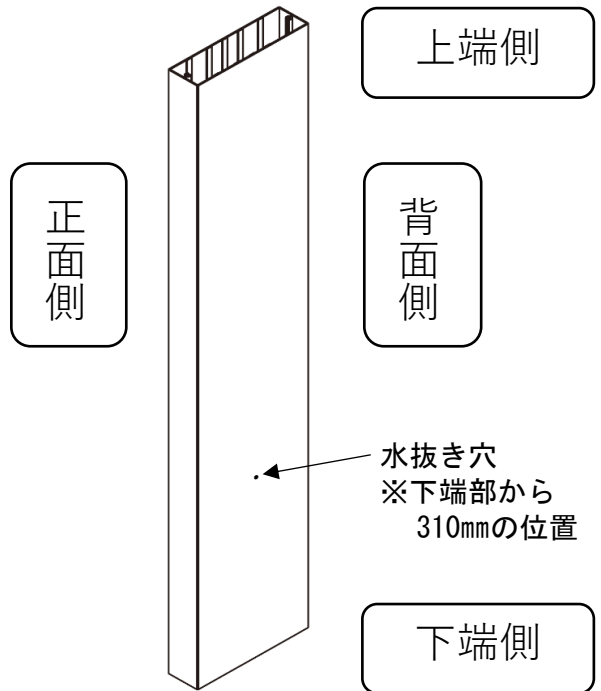 上端側
正面側
背面側
水抜き穴
※下端部から
310mmの位置
下端側